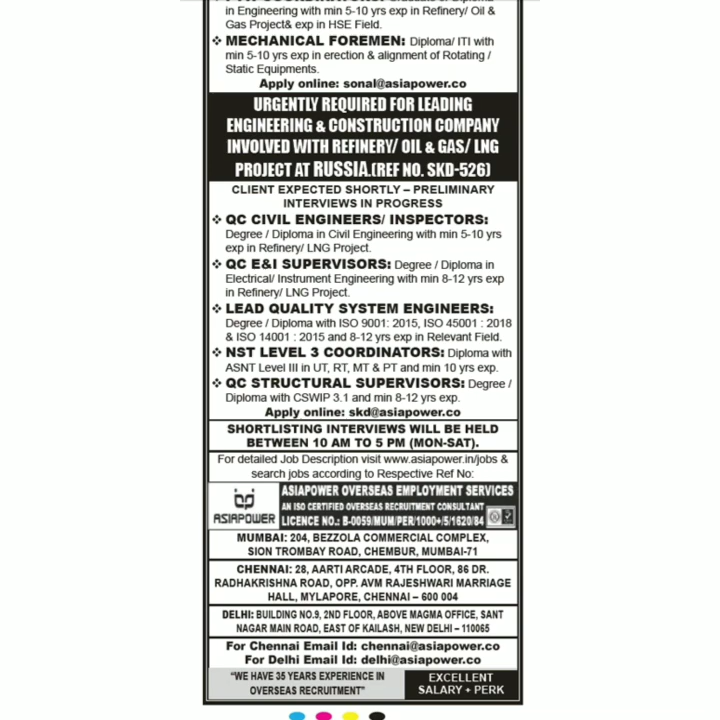 in Engineering with min 5-10 yrs exp in Refinery/ Oil &
Gas Project& exp in HSE Field.
❖ MECHANICAL FOREMEN: Diploma/ ITI with
min 5-10 yrs exp in erection & alignment of Rotating /
Static Equipments.
Apply online: sonal@asiapower.co
URGENTLY REQUIRED FOR LEADING
ENGINEERING & CONSTRUCTION COMPANY
INVOLVED WITH REFINERY/ OIL & GAS/ LNG
PROJECT AT RUSSIA.(REF NO. SKD-526)
CLIENT EXPECTED SHORTLY – PRELIMINARY
INTERVIEWS IN PROGRESS
❖ QC CIVIL ENGINEERS/ INSPECTORS:
Degree / Diploma in Civil Engineering with min 5-10 yrs
exp in Refinery/ LNG Project.
❖ QC E&I SUPERVISORS: Degree / Diploma in
Electrical/ Instrument Engineering with min 8-12 yrs exp
in Refinery/ LNG Project.
❖ LEAD QUALITY SYSTEM ENGINEERS:
Degree / Diploma with ISO 9001: 2015, ISO 45001 : 2018
& ISO 14001 : 2015 and 8-12 yrs exp in Relevant Field.
❖ NST LEVEL 3 COORDINATORS: Diploma with
ASNT Level III in UT, RT, MT & PT and min 10 yrs exp.
❖ QC STRUCTURAL SUPERVISORS: Degree /
Diploma with CSWIP 3.1 and min 8-12 yrs exp.
Apply online: skd@asiapower.co
SHORTLISTING INTERVIEWS WILL BE HELD
BETWEEN 10 AM TO 5 PM (MON-SAT).
For detailed Job Description visit www.asiapower.in/jobs &
search jobs according to Respective Ref No:
ASIAPOWER
ASIAPOWER OVERSEAS EMPLOYMENT SERVICES
AN ISO CERTIFIED OVERSEAS RECRUITMENT CONSULTANT
LICENCE NO.: B-0059/MUM/PER/1000+/5/1620/84
MUMBAI: 204, BEZZOLA COMMERCIAL COMPLEX,
SION TROMBAY ROAD, CHEMBUR, MUMBAI-71
CHENNAI: 28, AARTI ARCADE, 4TH FLOOR, 86 DR.
RADHAKRISHNA ROAD, OPP. AVM RAJESHWARI MARRIAGE
HALL, MYLAPORE, CHENNAI – 600 004
DELHI: BUILDING NO.9, 2ND FLOOR, ABOVE MAGMA OFFICE, SANT
NAGAR MAIN ROAD, EAST OF KAILASH, NEW DELHI – 110065
For Chennai Email Id: chennai@asiapower.co
For Delhi Email Id: delhi@asiapower.co
“WE HAVE 35 YEARS EXPERIENCE IN
OVERSEAS RECRUITMENT”
EXCELLENT
SALARY + PERK